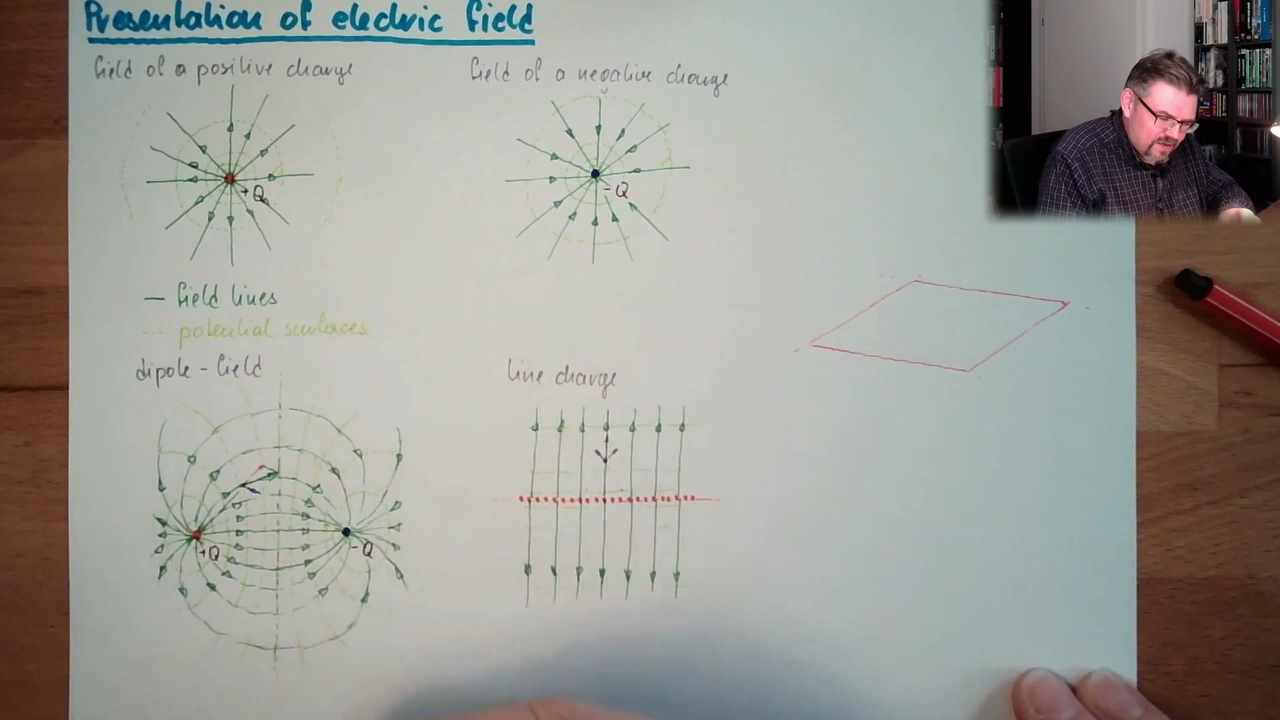 Presentation of electric field
field of a positive charge
field of a negative charge
+Q
-Q
field lines
potential surfaces
dipole-field
line charge
+Q
-Q